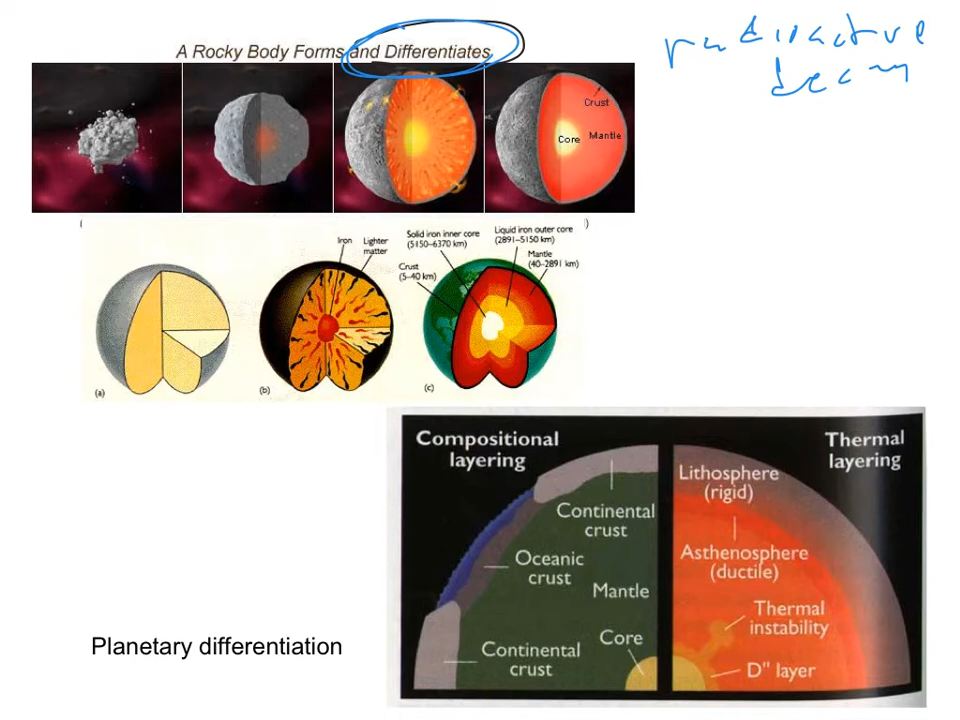 A Rocky Body Forms and Differentiates
radioactive
decay
Crust
Core Mantle
Iron
Lighter
matter
Solid iron inner core
(5150–6370 km)
Liquid iron outer core
(2891–5150 km)
Crust
(5–40 km)
Mantle
(40–2891 km)
(a)
(b)
(c)
Compositional
layering
Thermal
layering
Continental
crust
Oceanic
crust
Mantle
Core
Continental
crust
Lithosphere
(rigid)
Asthenosphere
(ductile)
Thermal
instability
D" layer
Planetary differentiation